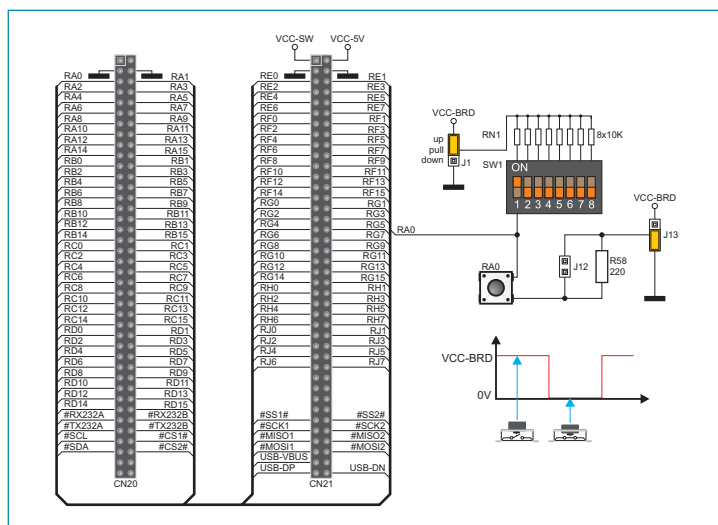 VCC-SW VCC-5V
RA0 RA1
RA2 RA3
RA4 RA5
RA6 RA7
RA8 RA9
RA10 RA11
RA12 RA13
RA14 RA15
RB0 RB1
RB2 RB3
RB4 RB5
RB6 RB7
RB8 RB9
RB10 RB11
RB12 RB13
RB14 RB15
RC0 RC1
RC2 RC3
RC4 RC5
RC6 RC7
RC8 RC9
RC10 RC11
RC12 RC13
RC14 RC15
RD0 RD1
RD2 RD3
RD4 RD5
RD6 RD7
RD8 RD9
RD10 RD11
RD12 RD13
RD14 RD15
#RX232A #RX232B
#TX232A #TX232B
#SCL #CS1#
#SDA #CS2#
CN20
RE0 RE1
RE2 RE3
RE4 RE5
RE6 RE7
RF0 RF1
RF2 RF3
RF4 RF5
RF6 RF7
RF8 RF9
RF10 RF11
RF12 RF13
RF14 RF15
RG0 RG1
RG2 RG3
RG4 RG5
RG6 RG7
RG8 RG9
RG10 RG11
RG12 RG13
RG14 RG15
RH0 RH1
RH2 RH3
RH4 RH5
RH6 RH7
RJ0 RJ1
RJ2 RJ3
RJ4 RJ5
RJ6 RJ7
#SS1# #SS2#
#SCK1 #SCK2
#MISO1 #MISO2
#MOSI1 #MOSI2
USB-VBUS
USB-DP USB-DN
CN21
VCC-BRD
up
pull
down
J1
RN1 8x10K
SW1
ON
1 2 3 4 5 6 7 8
RA0
VCC-BRD
J13
RA0
J12
R58
220
VCC-BRD
0V